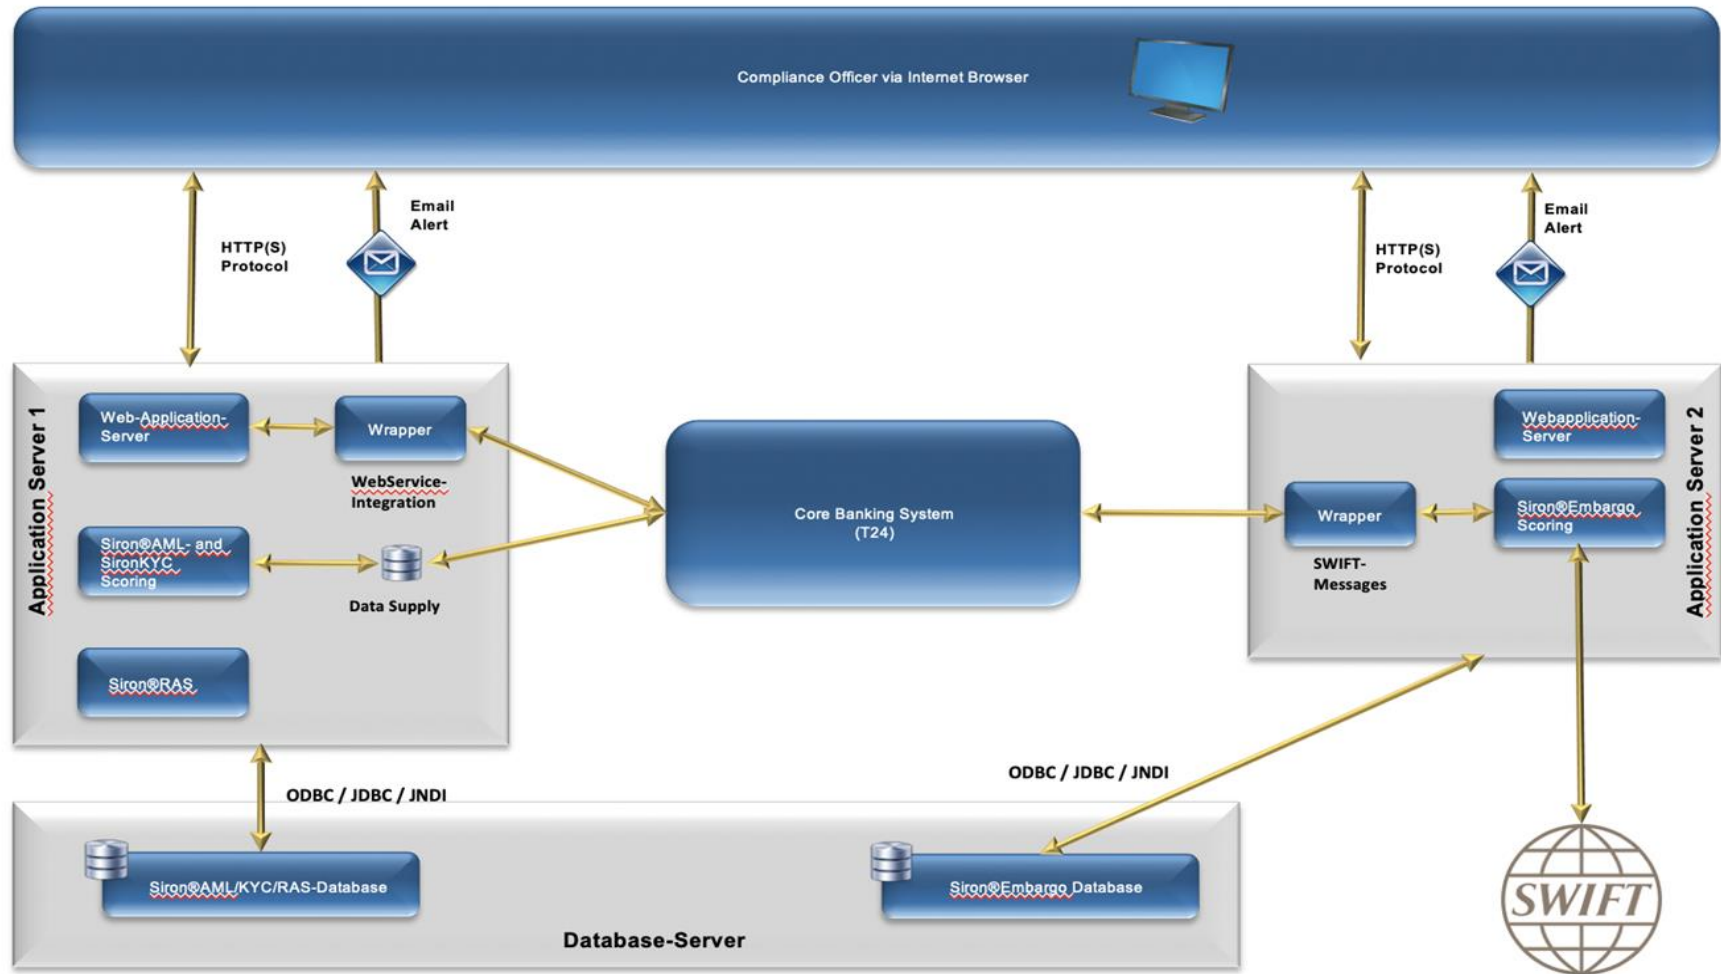 Compliance Officer via Internet Browser
HTTP(S)
Protocol
Email
Alert
HTTP(S)
Protocol
Email
Alert
Application Server 1
Web-Application-
Server
Wrapper
WebService-
Integration
Siron®AML- and
SironKYC
Scoring
Data Supply
Siron®RAS
Core Banking System
(T24)
Application Server 2
Webapplication-
Server
Wrapper
SWIFT-
Messages
Siron®Embargo
Scoring
ODBC / JDBC / JNDI
ODBC / JDBC / JNDI
Siron®AML/KYC/RAS-Database
Siron®Embargo Database
Database-Server
SWIFT